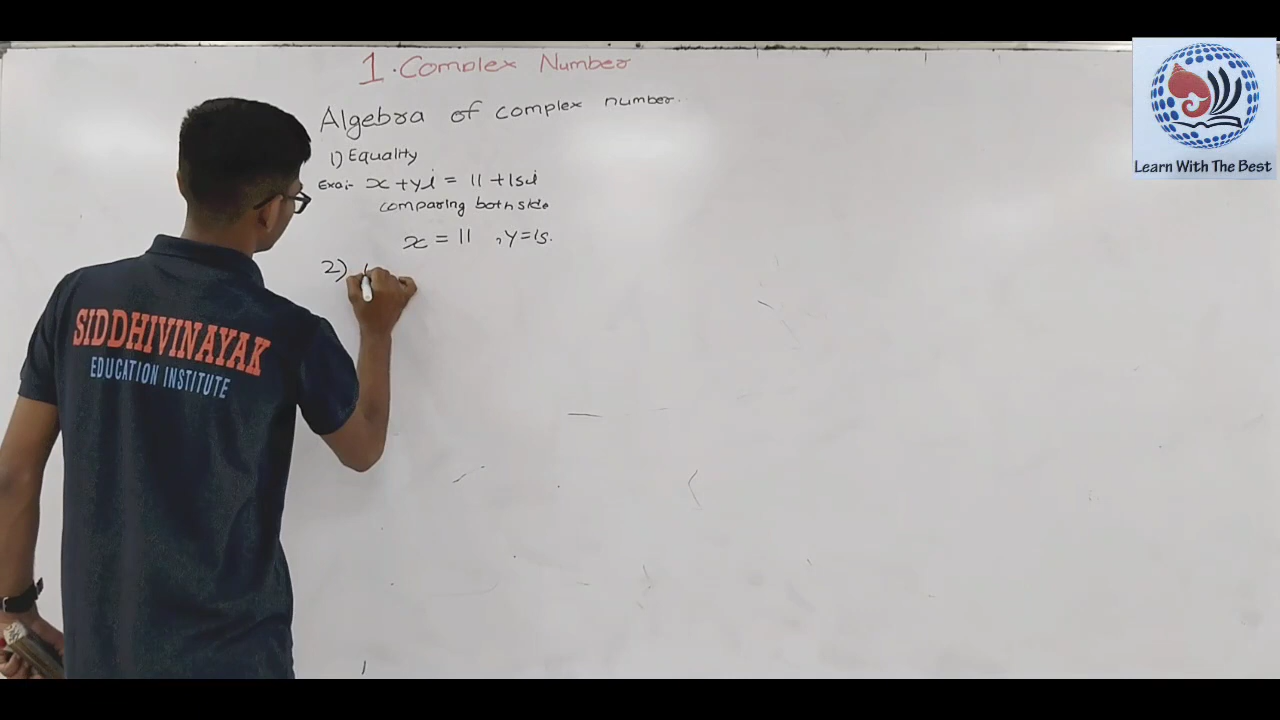 1. Complex Number
Algebra of complex number.
1) Equality
Exa:- x+yi = 11 +15i
comparing both side
x = 11 , y=15.
2)
SIDDHIVINAYAK
EDUCATION INSTITUTE
Learn With The Best